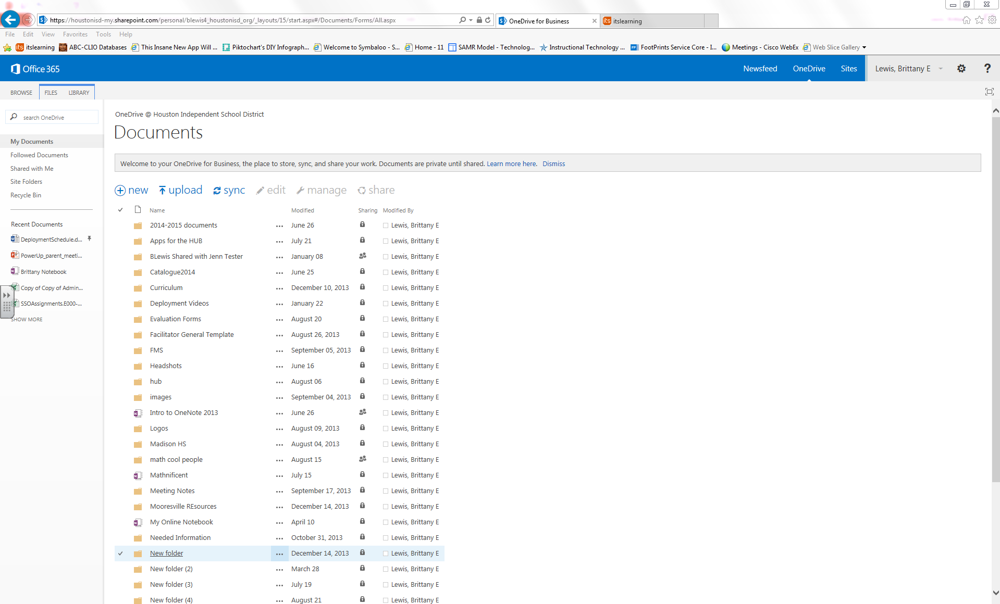 https://houstonisd-my.sharepoint.com/personal/blewis4_houstonisd_org/_layouts/15/start.aspx#/Documents/Forms/All.aspx
OneDrive for Business
its itslearning
File Edit View Favorites Tools Help
its itslearning ABC-CLIO Databases This Insane New App Will ... Piktochart's DIY Infograph... Welcome to Symbaloo - S... Home - 11 SAMR Model - Technolog... Instructional Technology ... FP FootPrints Service Core - I... Meetings - Cisco WebEx Web Slice Gallery
Office 365 Newsfeed OneDrive Sites Lewis, Brittany E ?
BROWSE FILES LIBRARY
search OneDrive
My Documents
Followed Documents
Shared with Me
Site Folders
Recycle Bin
Recent Documents
DeploymentSchedule.d...
PowerUp_parent_meeti...
Brittany Notebook
Copy of Copy of Admin...
SSOAssignments.E000-...
SHOW MORE
OneDrive @ Houston Independent School District
Documents
Welcome to your OneDrive for Business, the place to store, sync, and share your work. Documents are private until shared. Learn more here. Dismiss
new upload sync edit manage share
Name Modified Sharing Modified By
2014-2015 documents ... June 26 Lewis, Brittany E
Apps for the HUB ... July 21 Lewis, Brittany E
BLewis Shared with Jenn Tester ... January 08 Lewis, Brittany E
Catalogue2014 ... June 25 Lewis, Brittany E
Curriculum ... December 10, 2013 Lewis, Brittany E
Deployment Videos ... January 22 Lewis, Brittany E
Evaluation Forms ... August 20 Lewis, Brittany E
Facilitator General Template ... August 26, 2013 Lewis, Brittany E
FMS ... September 05, 2013 Lewis, Brittany E
Headshots ... June 16 Lewis, Brittany E
hub ... August 06 Lewis, Brittany E
images ... September 04, 2013 Lewis, Brittany E
Intro to OneNote 2013 ... June 26 Lewis, Brittany E
Logos ... August 09, 2013 Lewis, Brittany E
Madison HS ... August 04, 2013 Lewis, Brittany E
math cool people ... August 15 Lewis, Brittany E
Mathnificent ... July 15 Lewis, Brittany E
Meeting Notes ... September 17, 2013 Lewis, Brittany E
Mooresville REsources ... December 14, 2013 Lewis, Brittany E
My Online Notebook ... April 10 Lewis, Brittany E
Needed Information ... October 31, 2013 Lewis, Brittany E
New folder ... December 14, 2013 Lewis, Brittany E
New folder (2) ... March 28 Lewis, Brittany E
New folder (3) ... July 19 Lewis, Brittany E
New folder (4) ... August 21 Lewis, Brittany E